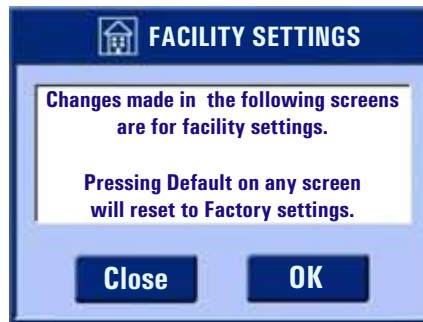 FACILITY SETTINGS
Changes made in the following screens
are for facility settings.
Pressing Default on any screen
will reset to Factory settings.
Close OK